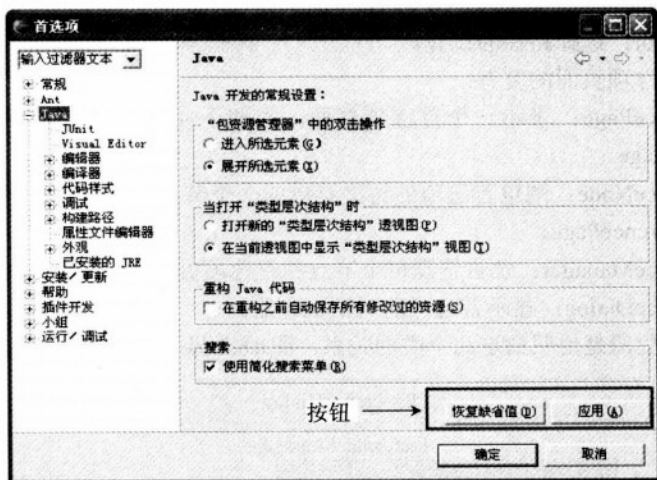 首选项
输入过滤器文本
常规
Ant
Java
JUnit
Visual Editor
编辑器
编译器
代码样式
调试
构建路径
属性文件编辑器
外观
已安装的 JRE
安装/更新
帮助
插件开发
小组
运行/调试
Java
Java 开发的常规设置:
“包资源管理器”中的双击操作
进入所选元素(G)
展开所选元素(X)
当打开“类型层次结构”时
打开新的“类型层次结构”透视图(P)
在当前透视图中显示“类型层次结构”视图(T)
重构 Java 代码
在重构之前自动保存所有修改过的资源(S)
搜索
使用简化搜索菜单(R)
按钮
恢复缺省值(D)
应用(A)
确定
取消